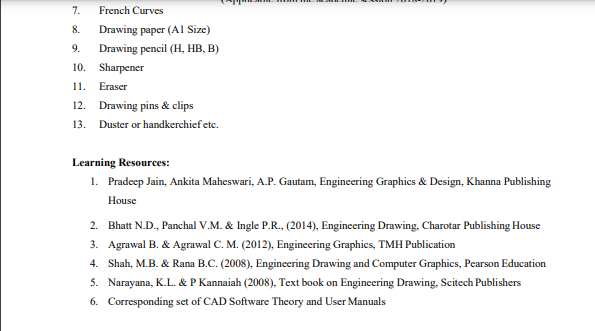 7. French Curves
8. Drawing paper (A1 Size)
9. Drawing pencil (H, HB, B)
10. Sharpener
11. Eraser
12. Drawing pins & clips
13. Duster or handkerchief etc.
Learning Resources:
1. Pradeep Jain, Ankita Maheswari, A.P. Gautam, Engineering Graphics & Design, Khanna Publishing
House
2. Bhatt N.D., Panchal V.M. & Ingle P.R., (2014), Engineering Drawing, Charotar Publishing House
3. Agrawal B. & Agrawal C. M. (2012), Engineering Graphics, TMH Publication
4. Shah, M.B. & Rana B.C. (2008), Engineering Drawing and Computer Graphics, Pearson Education
5. Narayana, K.L. & P Kannaiah (2008), Text book on Engineering Drawing, Scitech Publishers
6. Corresponding set of CAD Software Theory and User Manuals